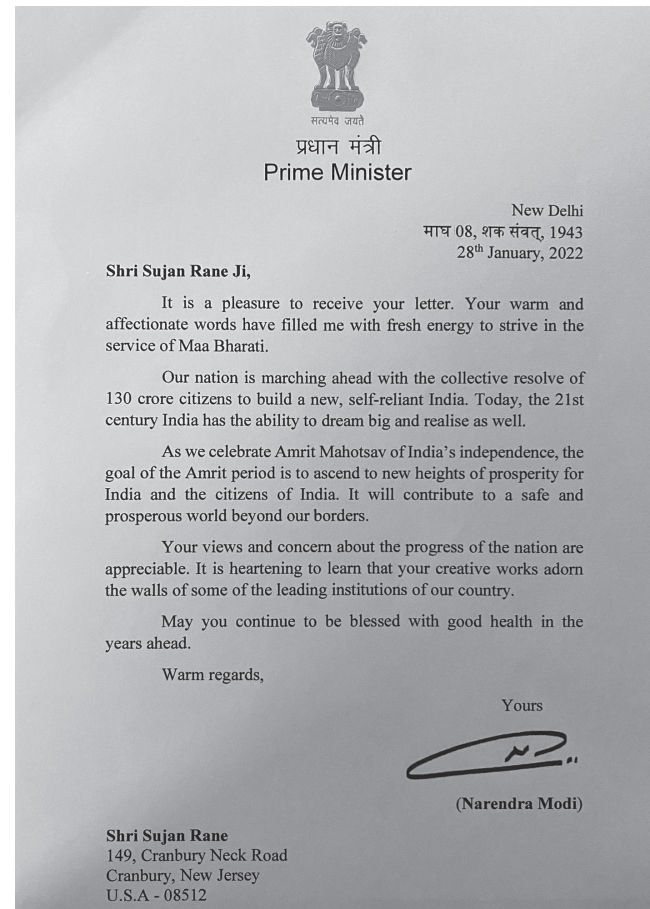 सत्यमेव जयते
प्रधान मंत्री
Prime Minister
New Delhi
माघ 08, शक संवत्, 1943
28th January, 2022
Shri Sujan Rane Ji,
It is a pleasure to receive your letter. Your warm and
affectionate words have filled me with fresh energy to strive in the
service of Maa Bharati.
Our nation is marching ahead with the collective resolve of
130 crore citizens to build a new, self-reliant India. Today, the 21st
century India has the ability to dream big and realise as well.
As we celebrate Amrit Mahotsav of India’s independence, the
goal of the Amrit period is to ascend to new heights of prosperity for
India and the citizens of India. It will contribute to a safe and
prosperous world beyond our borders.
Your views and concern about the progress of the nation are
appreciable. It is heartening to learn that your creative works adorn
the walls of some of the leading institutions of our country.
May you continue to be blessed with good health in the
years ahead.
Warm regards,
Yours
(Narendra Modi)
Shri Sujan Rane
149, Cranbury Neck Road
Cranbury, New Jersey
U.S.A - 08512